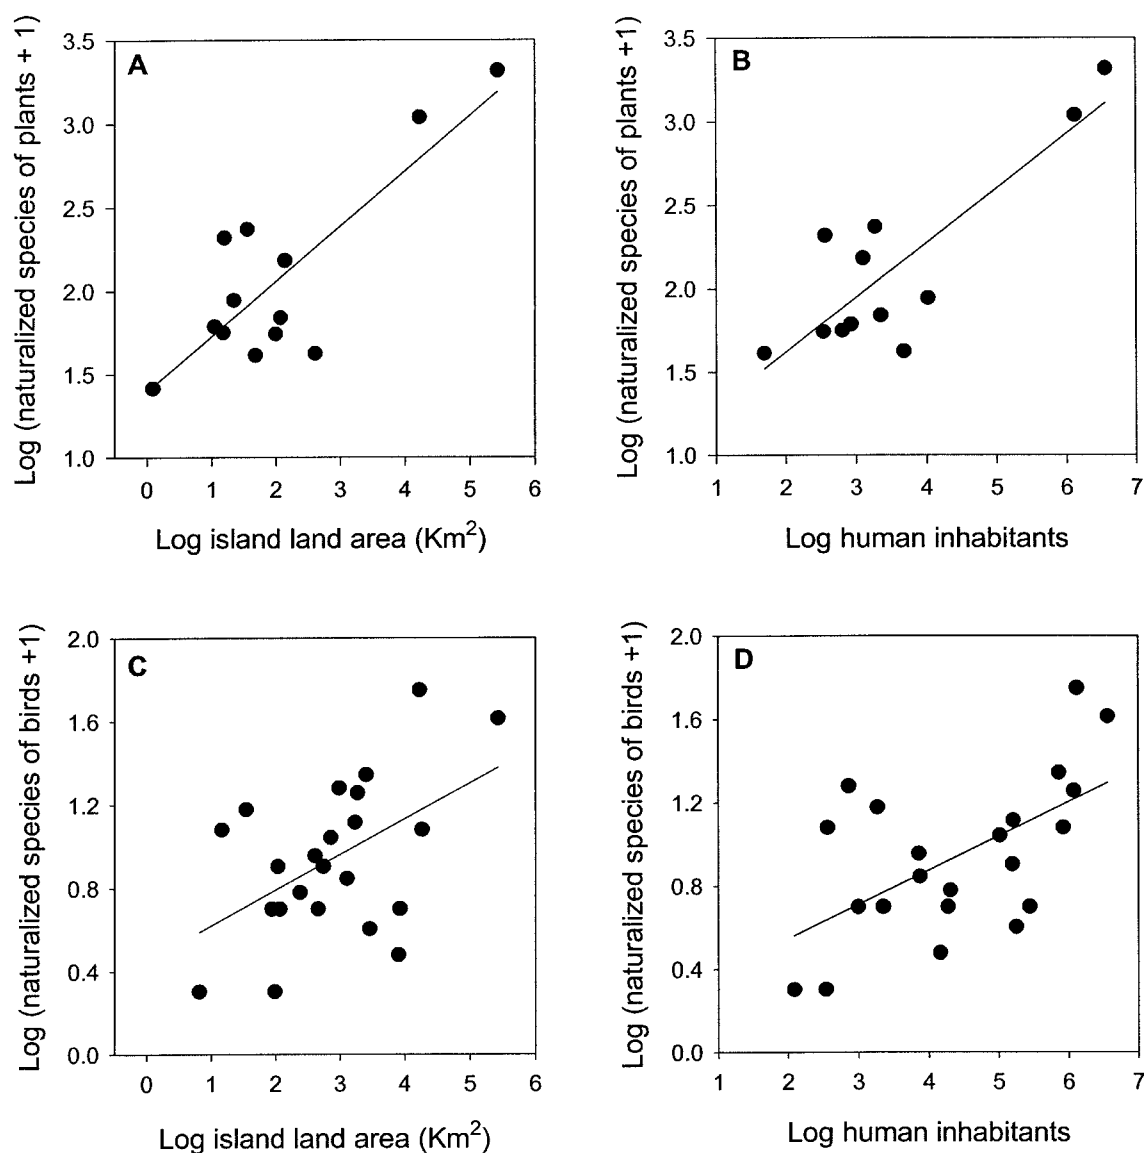 A
Log (naturalized species of plants + 1)
3.5
3.0
2.5
2.0
1.5
1.0
0 1 2 3 4 5 6
Log island land area (Km²)
B
Log (naturalized species of plants +1)
3.5
3.0
2.5
2.0
1.5
1.0
1 2 3 4 5 6 7
Log human inhabitants
C
Log (naturalized species of birds +1)
2.0
1.6
1.2
0.8
0.4
0.0
0 1 2 3 4 5 6
Log island land area (Km²)
D
Log (naturalized species of birds +1)
2.0
1.6
1.2
0.8
0.4
0.0
1 2 3 4 5 6 7
Log human inhabitants